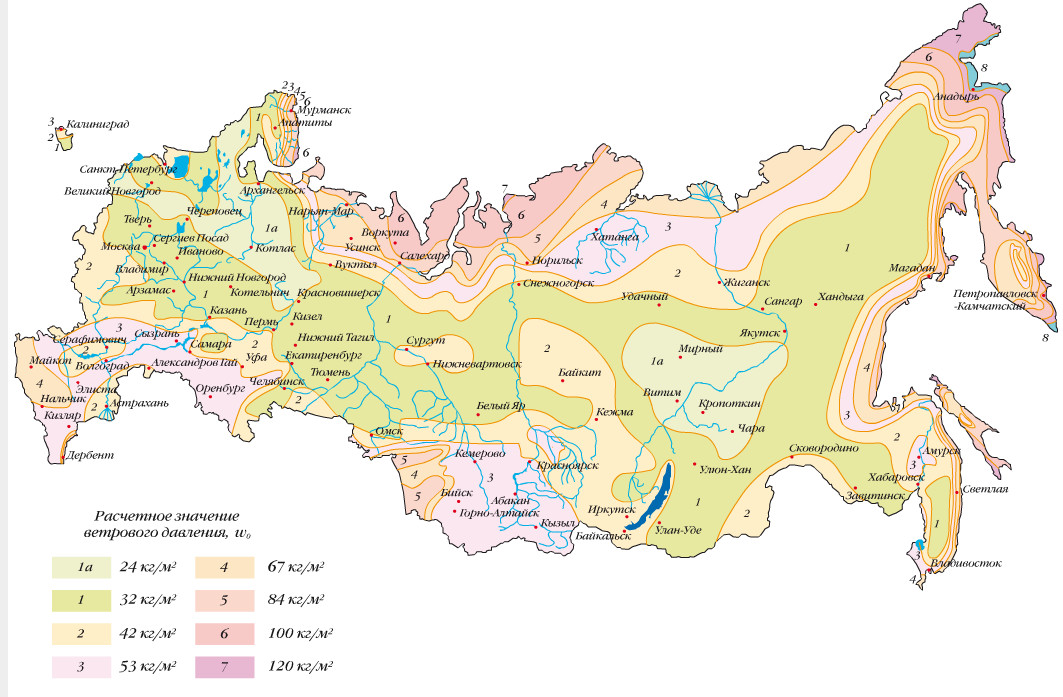 7
6
8
Анадырь
2 3 4 5
6
Мурманск
1
Апатиты
3
Калининград
2
1
6
Санкт-Петербург
7
Великий Новгород
Архангельск
Нарьян-Мар
6
6
4
Череповец
Тверь
1а
Воркута
5
Хатанга
3
Сергиев Посад
Москва
Иваново
Котлас
Усинск
Салехард
1
2
Владимир
Вуктыл
Норильск
Магадан
Нижний Новгород
2
Снежногорск
Жиганск
Арзамас
1
Котельнич
Красновишерск
Удачный
Сангар
Хандыга
Петропавловск
-Камчатский
Казань
Пермь
Кизел
1
Якутск
8
3
Серафимович
Сызрань
Нижний Тагил
2
Самара
2
Сургут
2
1а
Мирный
Майкоп
Волгоград
Александров Гай
Уфа
Екатиренбург
Нижневартовск
Байкит
4
4
Элиста
Оренбург
Челябинск
Тюмень
Витим
Кропоткин
Нальчик
2
Астрахань
2
Белый Яр
Кежма
3
Кизляр
Чара
Омск
2
Дербент
5
Кемерово
Красноярск
Сковородино
Амурск
4
3
Улюн-Хан
3
Хабаровск
5
Бийск
Абакан
1
Завитинск
Светлая
Горно-Алтайск
Иркутск
2
1
Кызыл
Байкальск
Улан-Уде
3
Владивосток
4
Расчетное значение
ветрового давления, w₀
1а 24 кг/м² 4 67 кг/м²
1 32 кг/м² 5 84 кг/м²
2 42 кг/м² 6 100 кг/м²
3 53 кг/м² 7 120 кг/м²